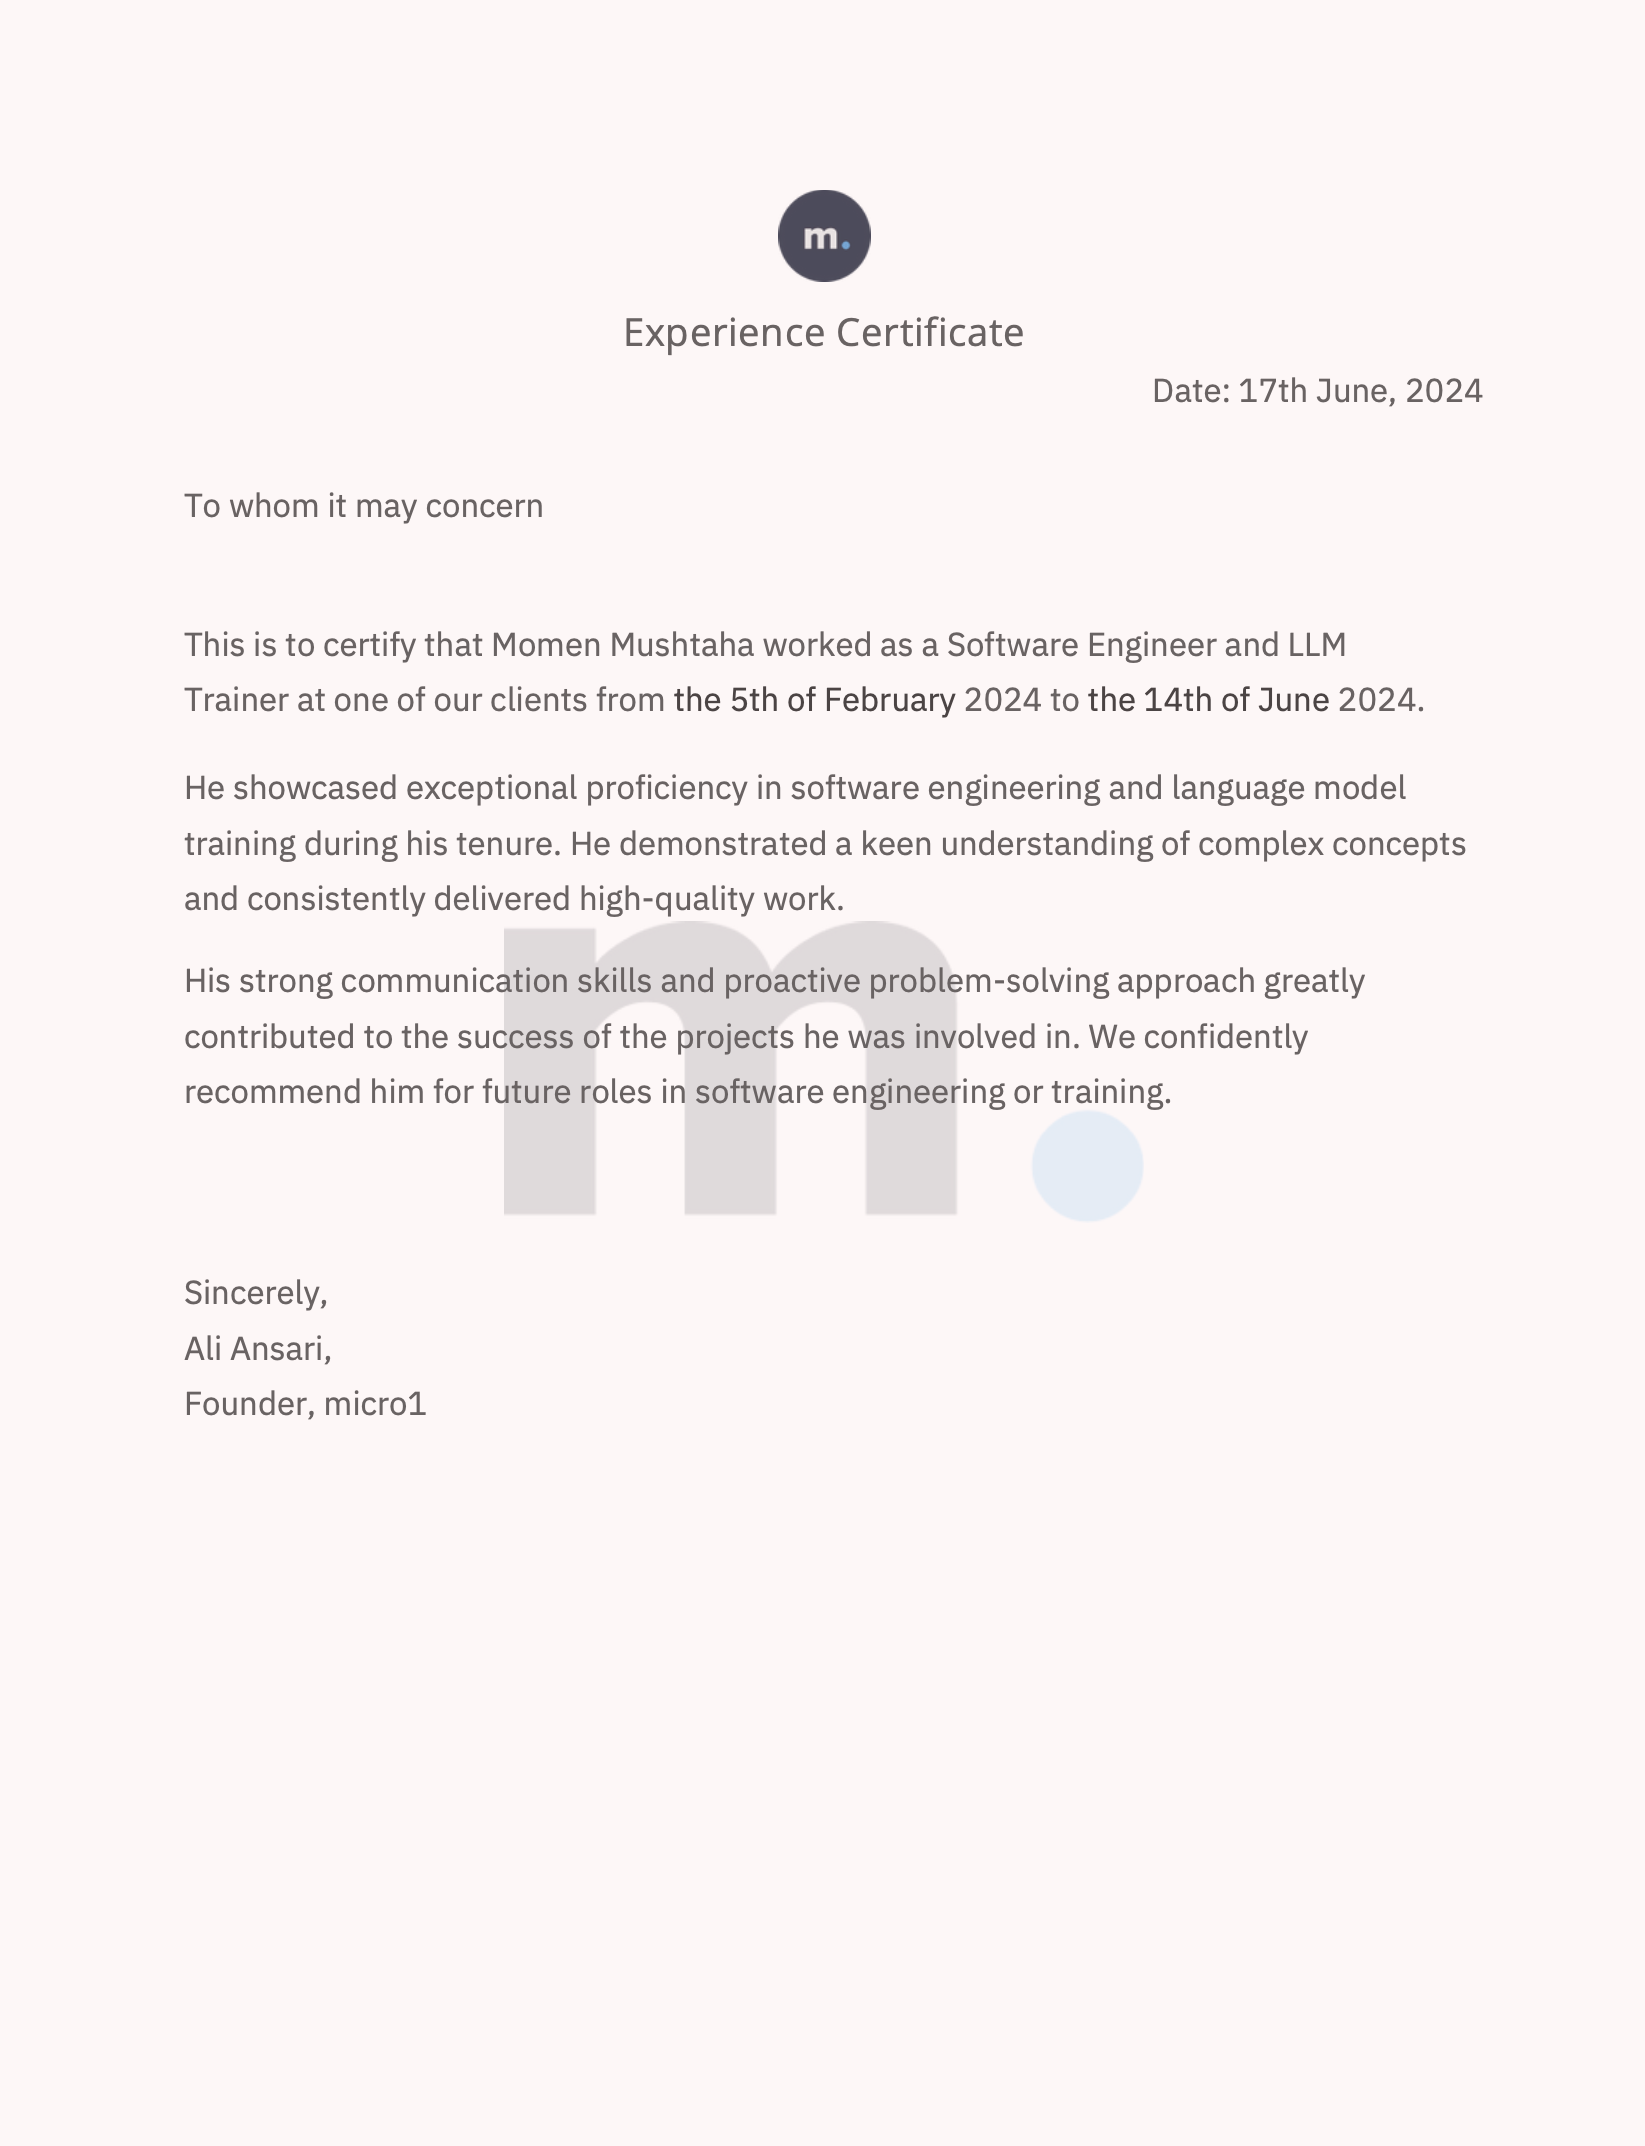 m.
Experience Certificate
Date: 17th June, 2024
To whom it may concern
This is to certify that Momen Mushtaha worked as a Software Engineer and LLM
Trainer at one of our clients from the 5th of February 2024 to the 14th of June 2024.
He showcased exceptional proficiency in software engineering and language model
training during his tenure. He demonstrated a keen understanding of complex concepts
and consistently delivered high-quality work.
His strong communication skills and proactive problem-solving approach greatly
contributed to the success of the projects he was involved in. We confidently
recommend him for future roles in software engineering or training.
m.
Sincerely,
Ali Ansari,
Founder, micro1